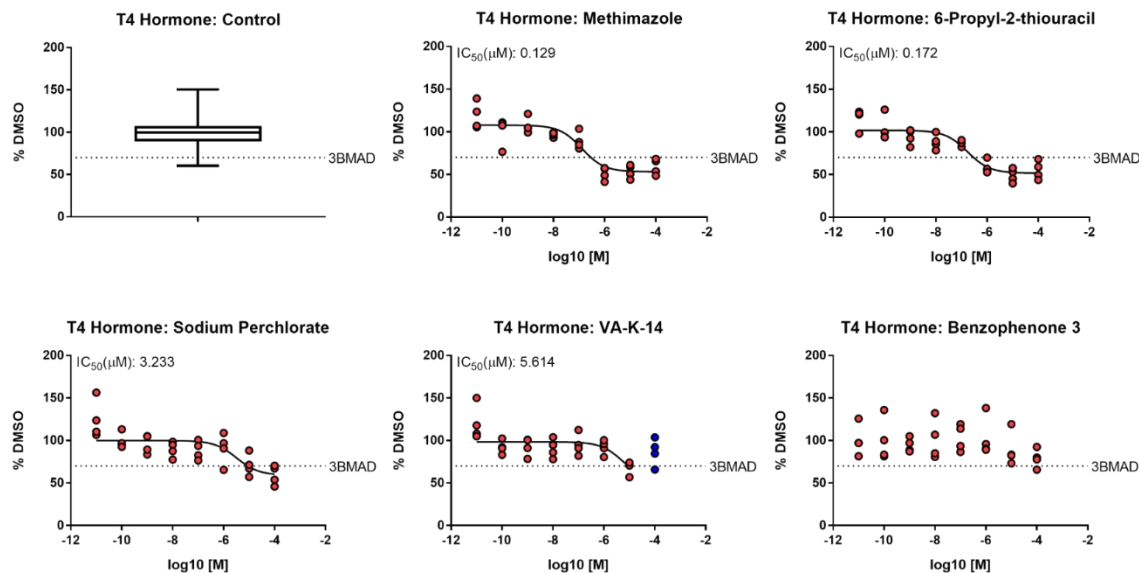 T4 Hormone: Control
200
150
100
50
0
% DMSO
3BMAD
T4 Hormone: Methimazole
IC50(µM): 0.129
200
150
100
50
0
% DMSO
3BMAD
-12 -10 -8 -6 -4 -2
log10 [M]
T4 Hormone: 6-Propyl-2-thiouracil
IC50(µM): 0.172
200
150
100
50
0
% DMSO
3BMAD
-12 -10 -8 -6 -4 -2
log10 [M]
T4 Hormone: Sodium Perchlorate
IC50(µM): 3.233
200
150
100
50
0
% DMSO
3BMAD
-12 -10 -8 -6 -4 -2
log10 [M]
T4 Hormone: VA-K-14
IC50(µM): 5.614
200
150
100
50
0
% DMSO
3BMAD
-12 -10 -8 -6 -4 -2
log10 [M]
T4 Hormone: Benzophenone 3
200
150
100
50
0
% DMSO
3BMAD
-12 -10 -8 -6 -4 -2
log10 [M]